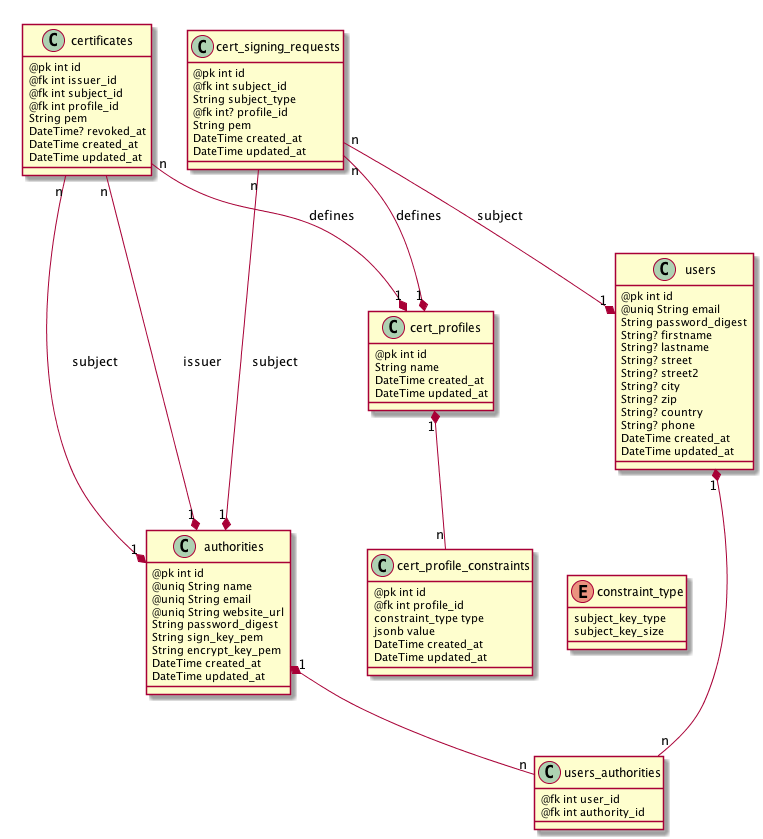 C certificates
@pk int id
@fk int issuer_id
@fk int subject_id
@fk int profile_id
String pem
DateTime? revoked_at
DateTime created_at
DateTime updated_at
C cert_signing_requests
@pk int id
@fk int subject_id
String subject_type
@fk int? profile_id
String pem
DateTime created_at
DateTime updated_at
n
n
n
n
n
n
defines
defines
subject
C users
@pk int id
@uniq String email
String password_digest
String? firstname
String? lastname
String? street
String? street2
String? city
String? zip
String? country
String? phone
DateTime created_at
DateTime updated_at
1
1
1
C cert_profiles
@pk int id
String name
DateTime created_at
DateTime updated_at
subject
issuer
subject
1
1
n
1
1
1
C authorities
@pk int id
@uniq String name
@uniq String email
@uniq String website_url
String password_digest
String sign_key_pem
String encrypt_key_pem
DateTime created_at
DateTime updated_at
C cert_profile_constraints
@pk int id
@fk int profile_id
constraint_type type
jsonb value
DateTime created_at
DateTime updated_at
E constraint_type
subject_key_type
subject_key_size
1
n
n
C users_authorities
@fk int user_id
@fk int authority_id